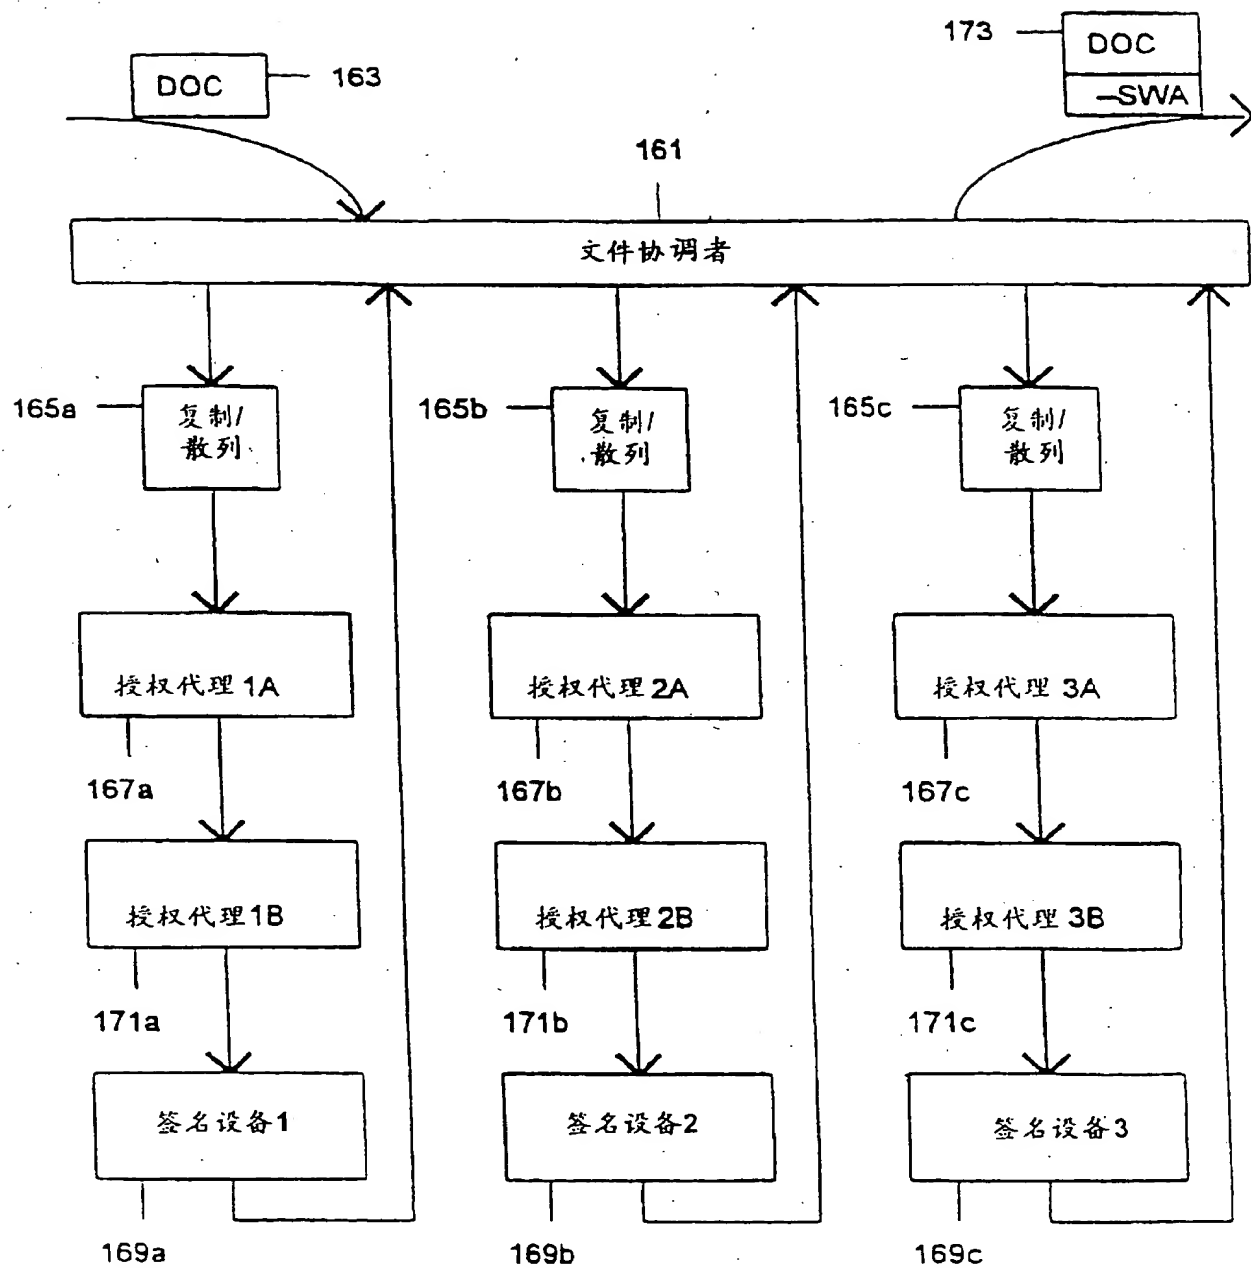 173
DOC
-SWA
DOC
163
161
文件协调者
165a
复制/
散列
165b
复制/
散列
165c
复制/
散列
授权代理 1A
授权代理 2A
授权代理 3A
167a
167b
167c
授权代理 1B
授权代理 2B
授权代理 3B
171a
171b
171c
签名设备 1
签名设备 2
签名设备 3
169a
169b
169c